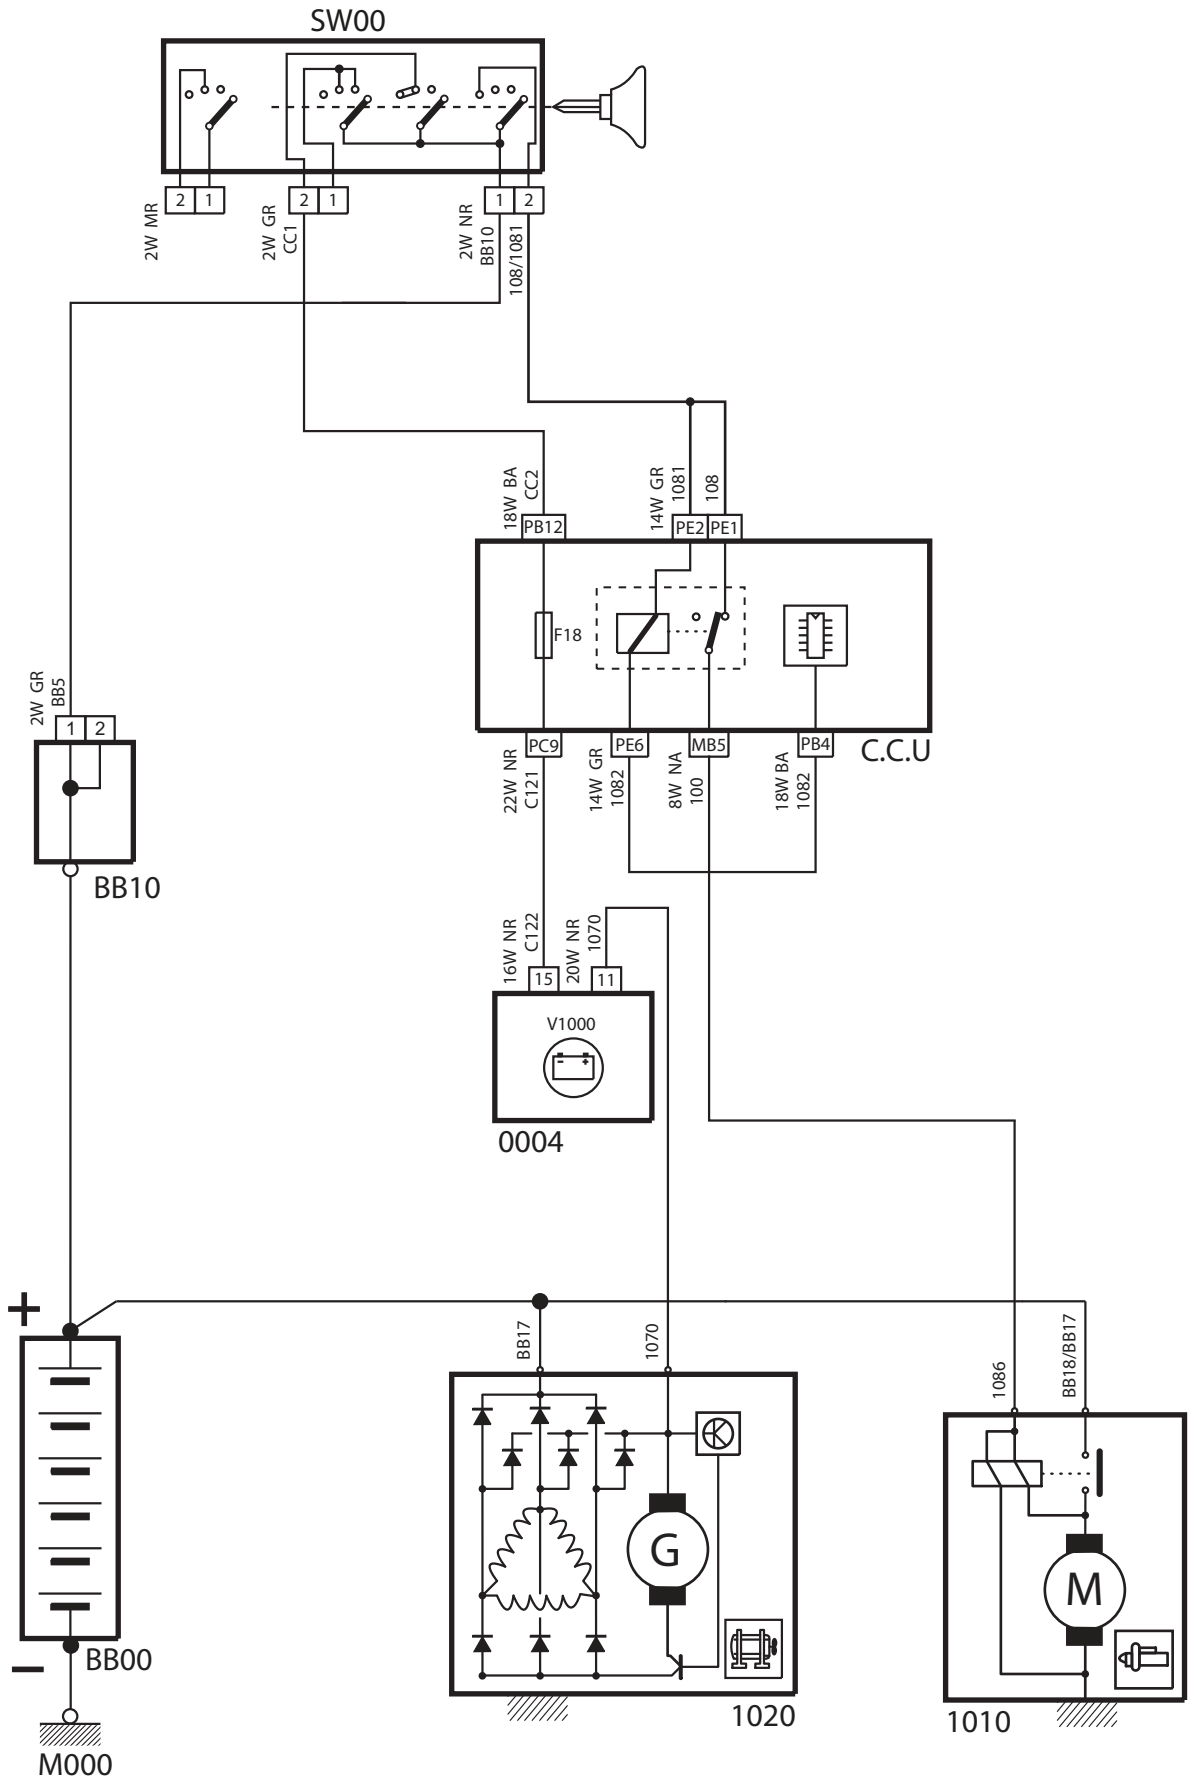 SW00
2 1
2 1
1 2
2W MR
2W GR
CC1
2W NR
BB10
108/1081
18W BA
CC2
14W GR
1081
108
PB12
PE2 PE1
F18
2W GR
BB5
1 2
BB10
PC9
PE6
MB5
PB4
C.C.U
22W NR
C121
14W GR
1082
8W NA
100
18W BA
1082
16W NR
C122
20W NR
1070
15
11
V1000
- +
0004
+
BB17
1070
1086
BB18/BB17
G
M
−
BB00
1020
1010
M000